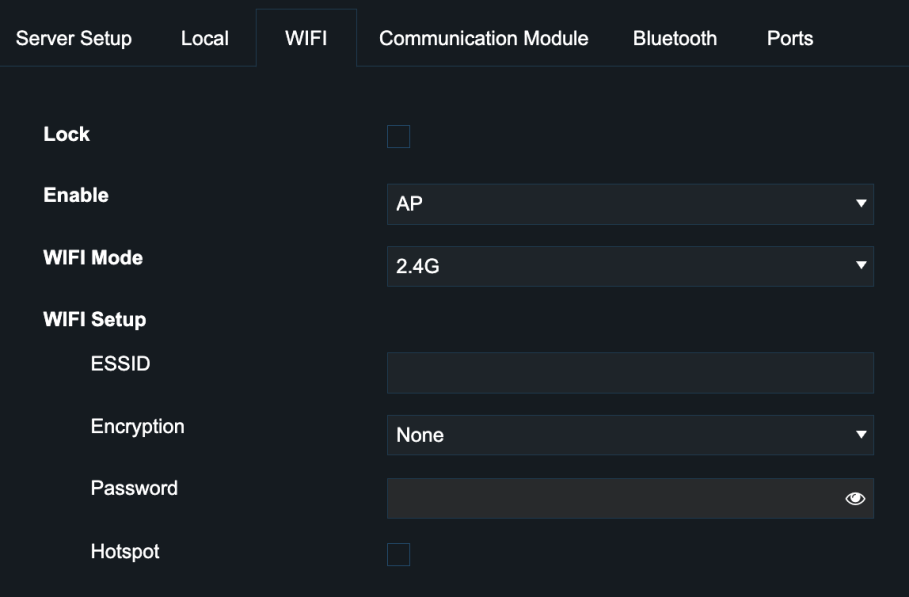 Server Setup Local WIFI Communication Module Bluetooth Ports
Lock
Enable AP
WIFI Mode 2.4G
WIFI Setup
ESSID
Encryption None
Password
Hotspot